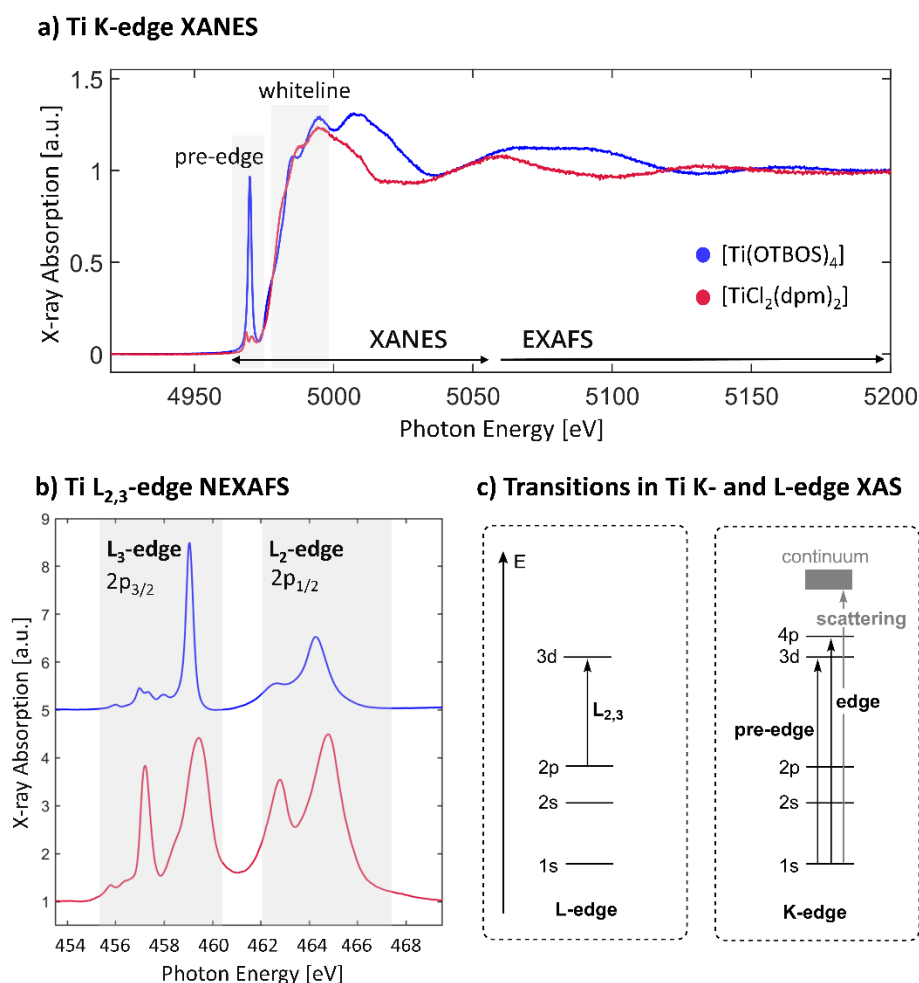 a) Ti K-edge XANES
1.5
whiteline
pre-edge
1
0.5
0
X-ray Absorption [a.u.]
[Ti(OTBOS)₄]
[TiCl₂(dpm)₂]
XANES
EXAFS
4950 5000 5050 5100 5150 5200
Photon Energy [eV]
b) Ti L₂,₃-edge NEXAFS
9
8
7
6
5
4
3
2
1
X-ray Absorption [a.u.]
L₃-edge
2p₃/₂
L₂-edge
2p₁/₂
454 456 458 460 462 464 466 468
Photon Energy [eV]
c) Transitions in Ti K- and L-edge XAS
E
3d
L₂,₃
2p
2s
1s
L-edge
continuum
scattering
4p
3d
edge
pre-edge
2p
2s
1s
K-edge